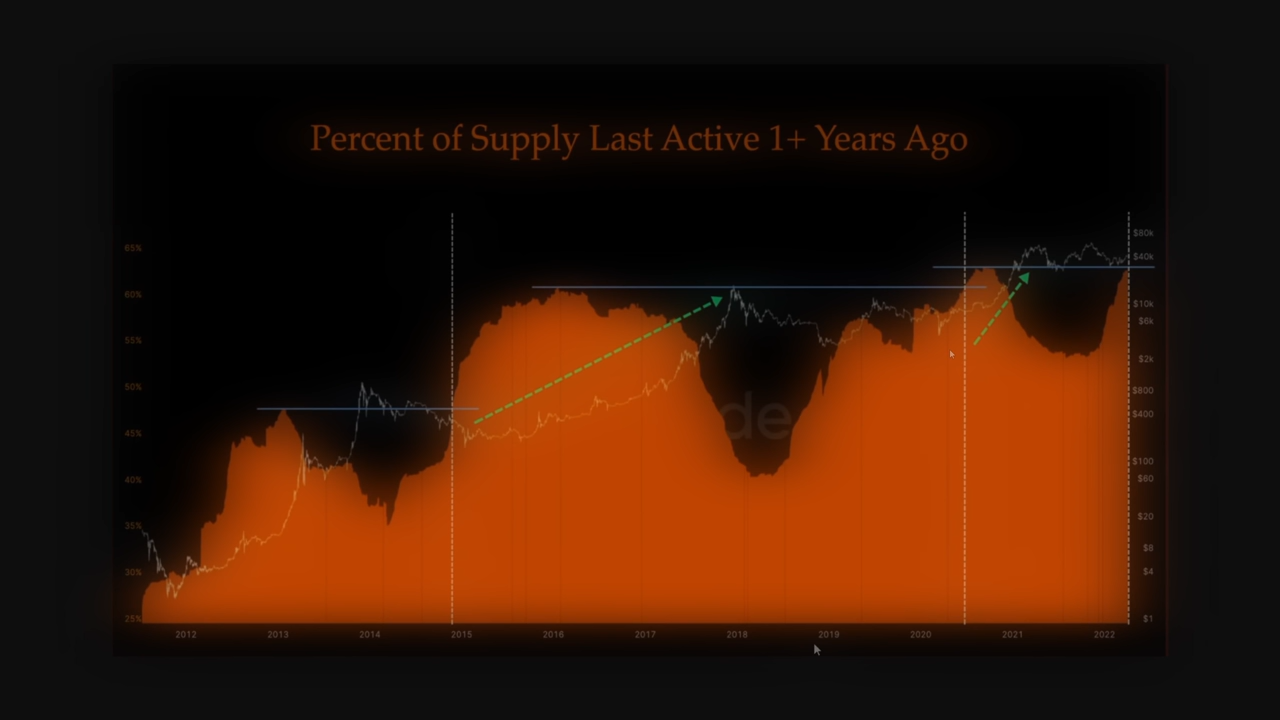 Percent of Supply Last Active 1+ Years Ago
65%
60%
55%
50%
45%
40%
35%
30%
25%
$80k
$40k
$10k
$6k
$2k
$800
$400
$100
$60
$20
$8
$4
$1
de
2012 2013 2014 2015 2016 2017 2018 2019 2020 2021 2022